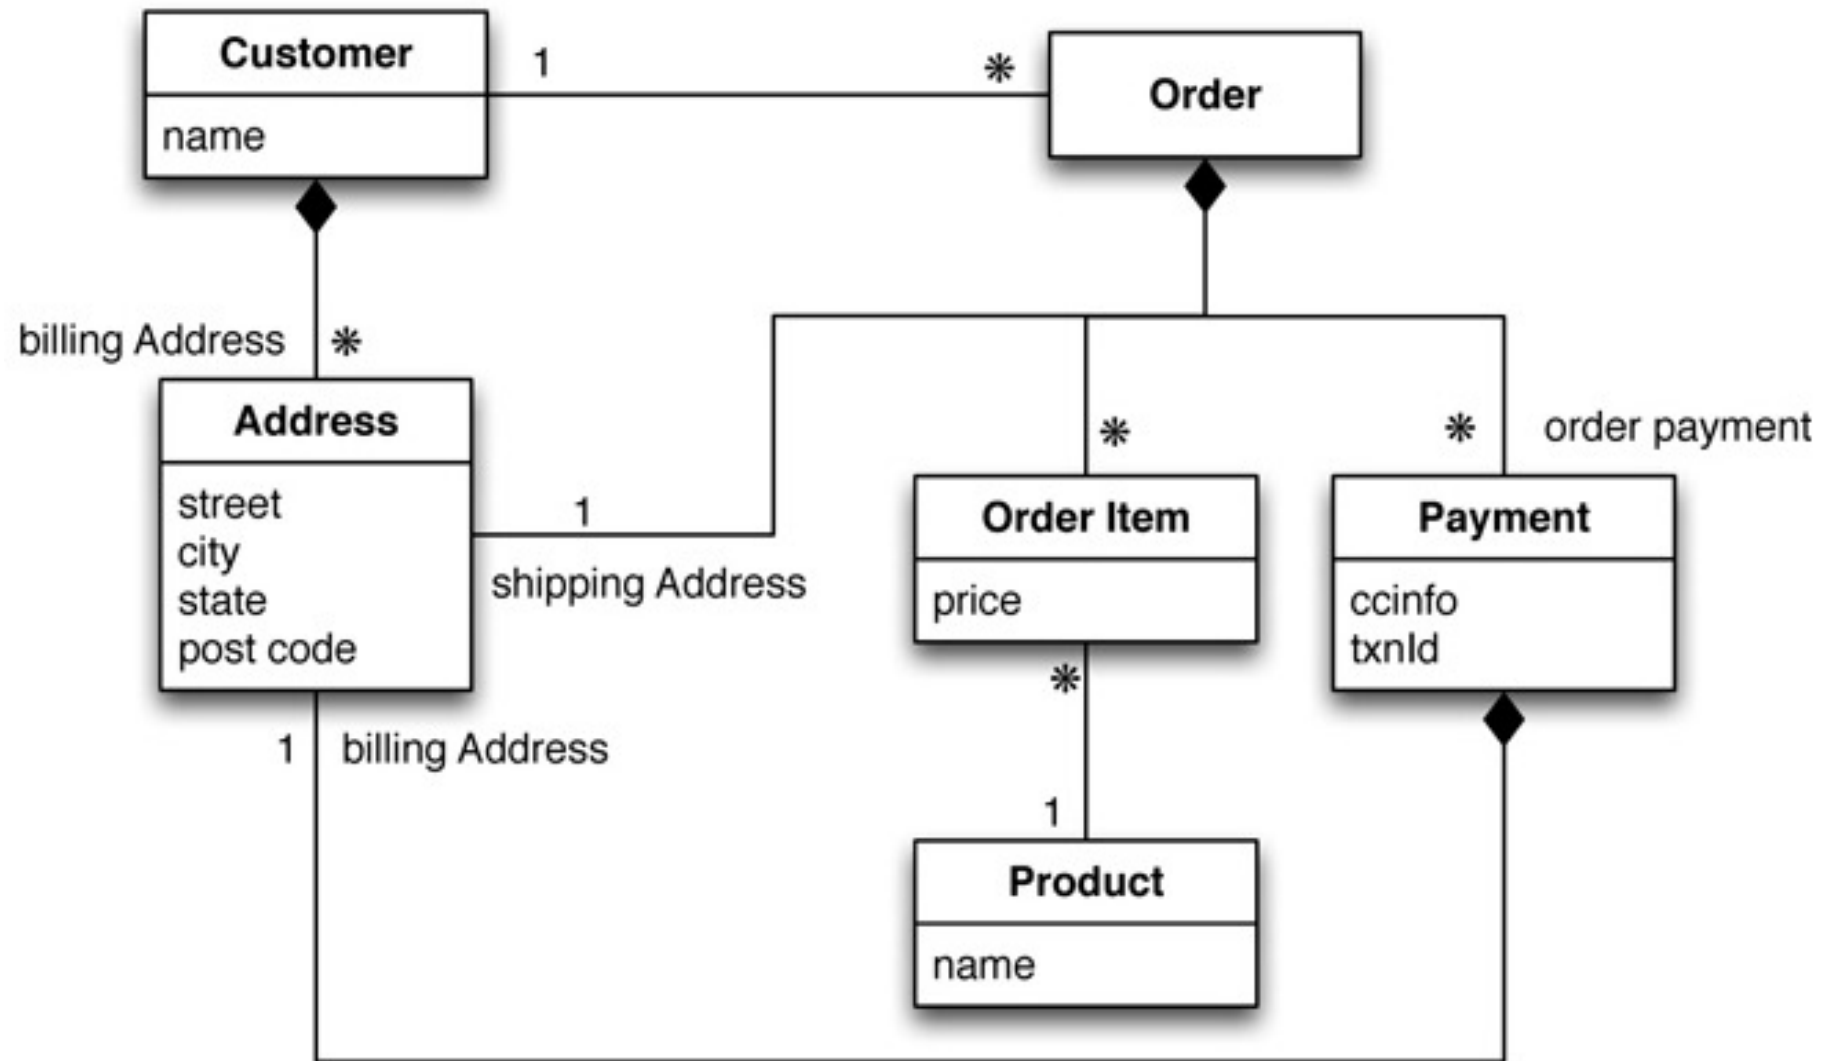 Customer
name
1
*
Order
billing Address
*
Address
street
city
state
post code
1
shipping Address
*
Order Item
price
*
order payment
Payment
ccinfo
txnId
*
1
Product
name
1
billing Address